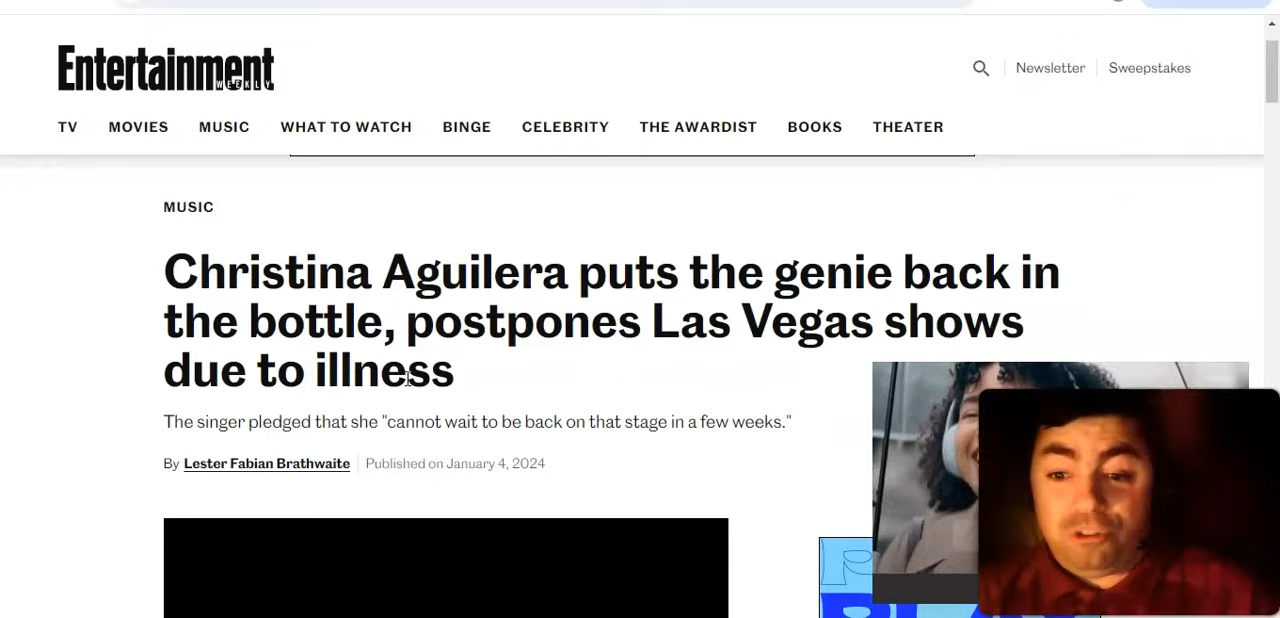 Entertainment
WEEKLY
Newsletter
Sweepstakes
TV MOVIES MUSIC WHAT TO WATCH BINGE CELEBRITY THE AWARDIST BOOKS THEATER
MUSIC
Christina Aguilera puts the genie back in
the bottle, postpones Las Vegas shows
due to illness
The singer pledged that she "cannot wait to be back on that stage in a few weeks."
By Lester Fabian Brathwaite Published on January 4, 2024